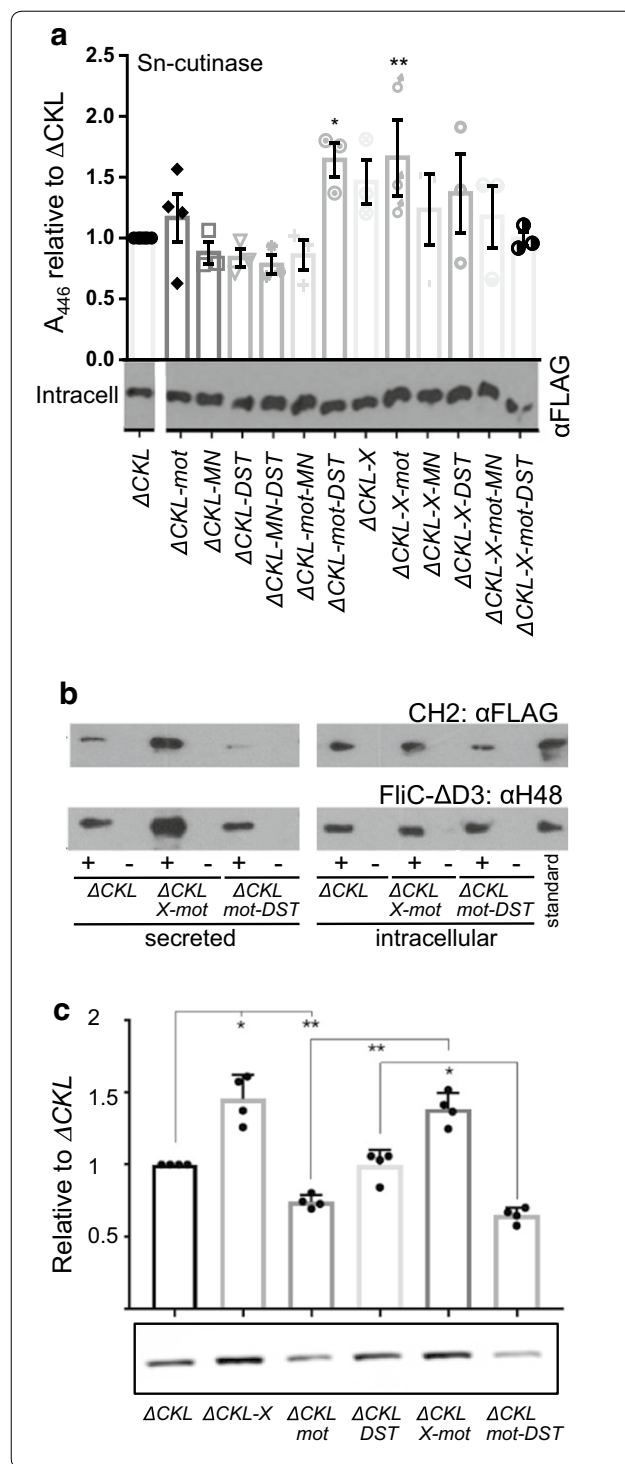 a
2.5
Sn-cutinase
**
2.0
*
1.5
1.0
0.5
0.0
A446 relative to ΔCKL
Intracell
αFLAG
ΔCKL
ΔCKL-mot
ΔCKL-MN
ΔCKL-DST
ΔCKL-MN-DST
ΔCKL-mot-MN
ΔCKL-mot-DST
ΔCKL-X
ΔCKL-X-mot
ΔCKL-X-MN
ΔCKL-X-DST
ΔCKL-X-mot-MN
ΔCKL-X-mot-DST
b
CH2: αFLAG
FliC-ΔD3: αH48
+ - + - + - + - + - + -
standard
ΔCKL ΔCKL X-mot ΔCKL mot-DST ΔCKL ΔCKL X-mot ΔCKL mot-DST
secreted intracellular
c
2
* **
**
*
1.5
1
0.5
Relative to ΔCKL
ΔCKL ΔCKL-X ΔCKL ΔCKL ΔCKL ΔCKL
mot DST X-mot mot-DST